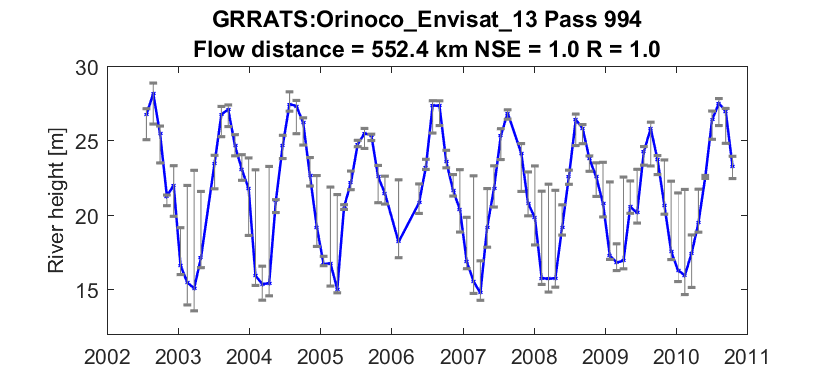 GRRATS:Orinoco_Envisat_13 Pass 994
Flow distance = 552.4 km NSE = 1.0 R = 1.0
River height [m]
30
25
20
15
2002 2003 2004 2005 2006 2007 2008 2009 2010 2011